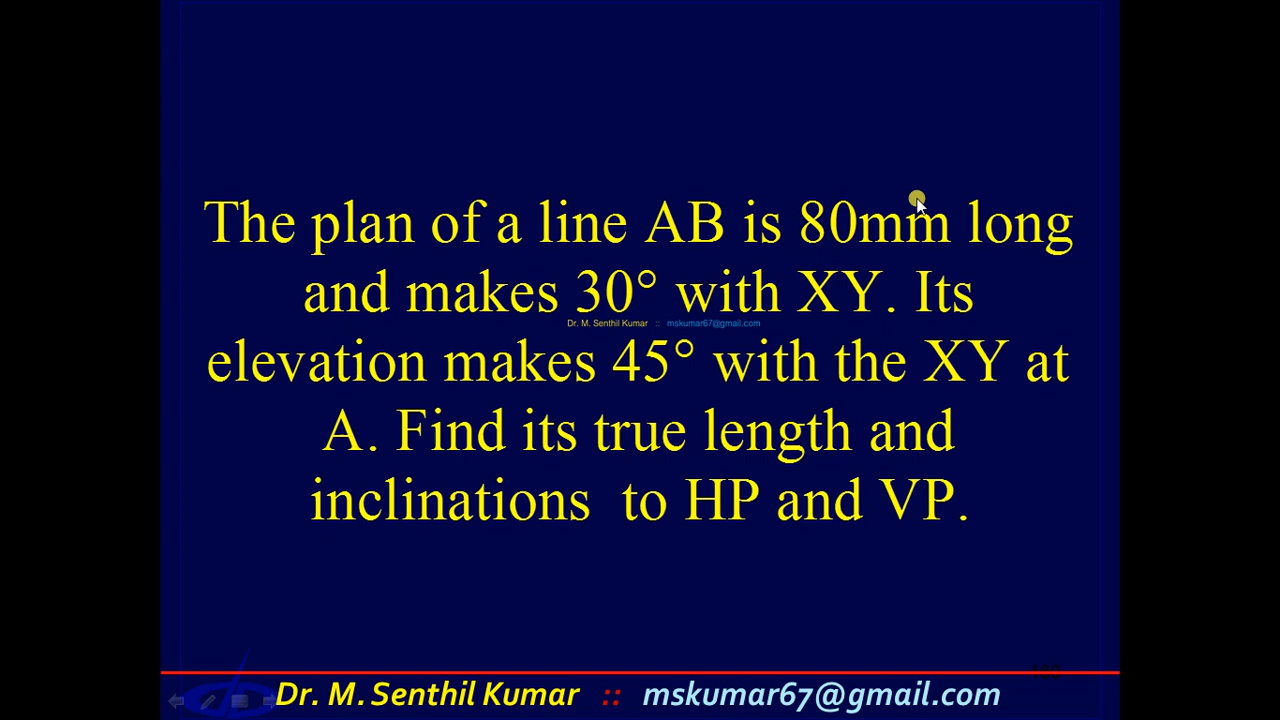 The plan of a line AB is 80mm long
and makes 30° with XY. Its
Dr. M. Senthil Kumar :: mskumar67@gmail.com
elevation makes 45° with the XY at
A. Find its true length and
inclinations to HP and VP.
Dr. M. Senthil Kumar :: mskumar67@gmail.com